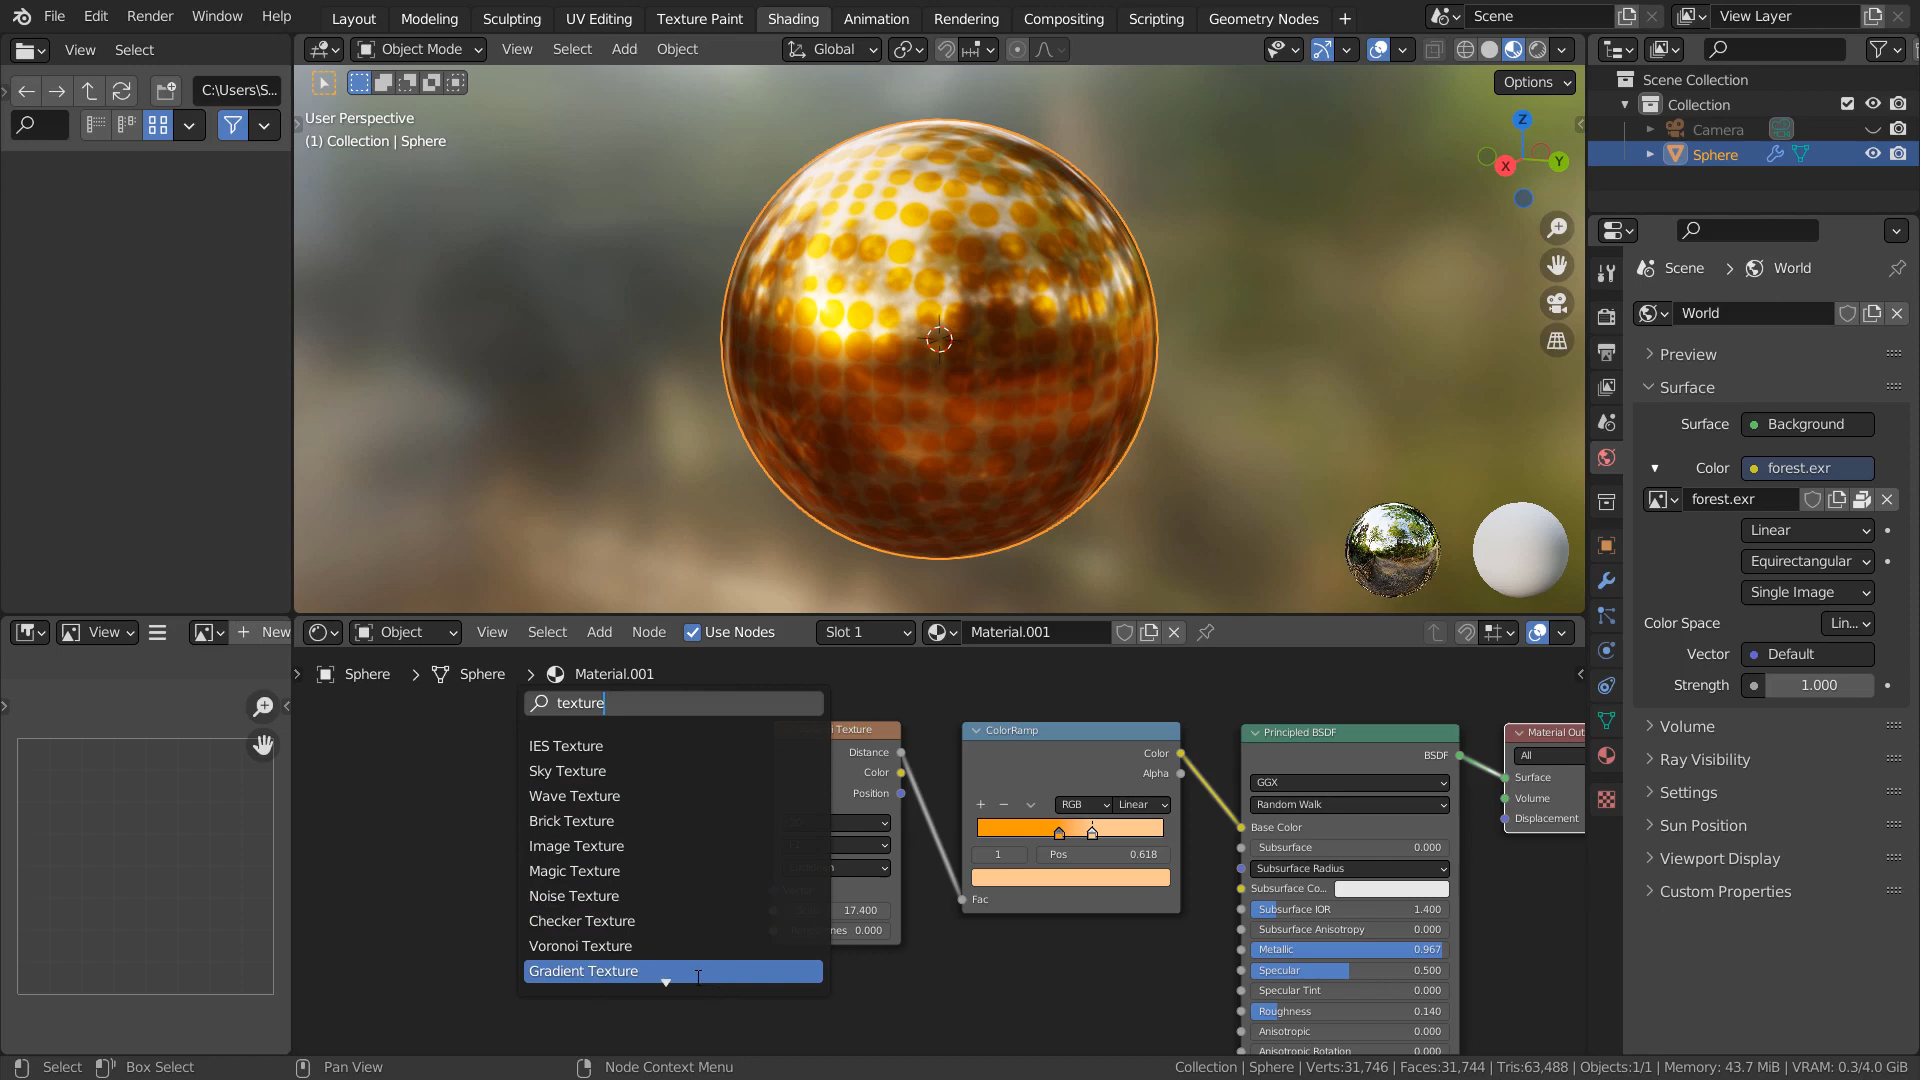 File Edit Render Window Help
Layout Modeling Sculpting UV Editing Texture Paint Shading Animation Rendering Compositing Scripting Geometry Nodes +
Scene
View Layer
View Select
Object Mode View Select Add Object
Global
C:\Users\S...
Options
User Perspective
(1) Collection | Sphere
Z
Y
X
Scene Collection
Collection
Camera
Sphere
Scene > World
World
Preview
Surface
Surface Background
Color forest.exr
forest.exr
Linear
Equirectangular
Single Image
Color Space Lin...
Vector Default
Strength 1.000
Volume
Ray Visibility
Settings
Sun Position
Viewport Display
Custom Properties
View + New
Object View Select Add Node Use Nodes Slot 1 Material.001
Sphere > Sphere > Material.001
texture
IES Texture
Sky Texture
Wave Texture
Brick Texture
Image Texture
Magic Texture
Noise Texture
Checker Texture
Voronoi Texture
Gradient Texture
Texture
Distance
Color
Position
17.400
0.000
ColorRamp
Color
Alpha
RGB Linear
1 Pos 0.618
Fac
Principled BSDF
BSDF
GGX
Random Walk
Base Color
Subsurface 0.000
Subsurface Radius
Subsurface Co...
Subsurface IOR 1.400
Subsurface Anisotropy 0.000
Metallic 0.967
Specular 0.500
Specular Tint 0.000
Roughness 0.140
Anisotropic 0.000
Anisotropic Rotation 0.000
Material Out
All
Surface
Volume
Displacement
Select Box Select Pan View Node Context Menu
Collection | Sphere | Verts:31,746 | Faces:31,744 | Tris:63,488 | Objects:1/1 | Memory: 43.7 MiB | VRAM: 0.3/4.0 GiB